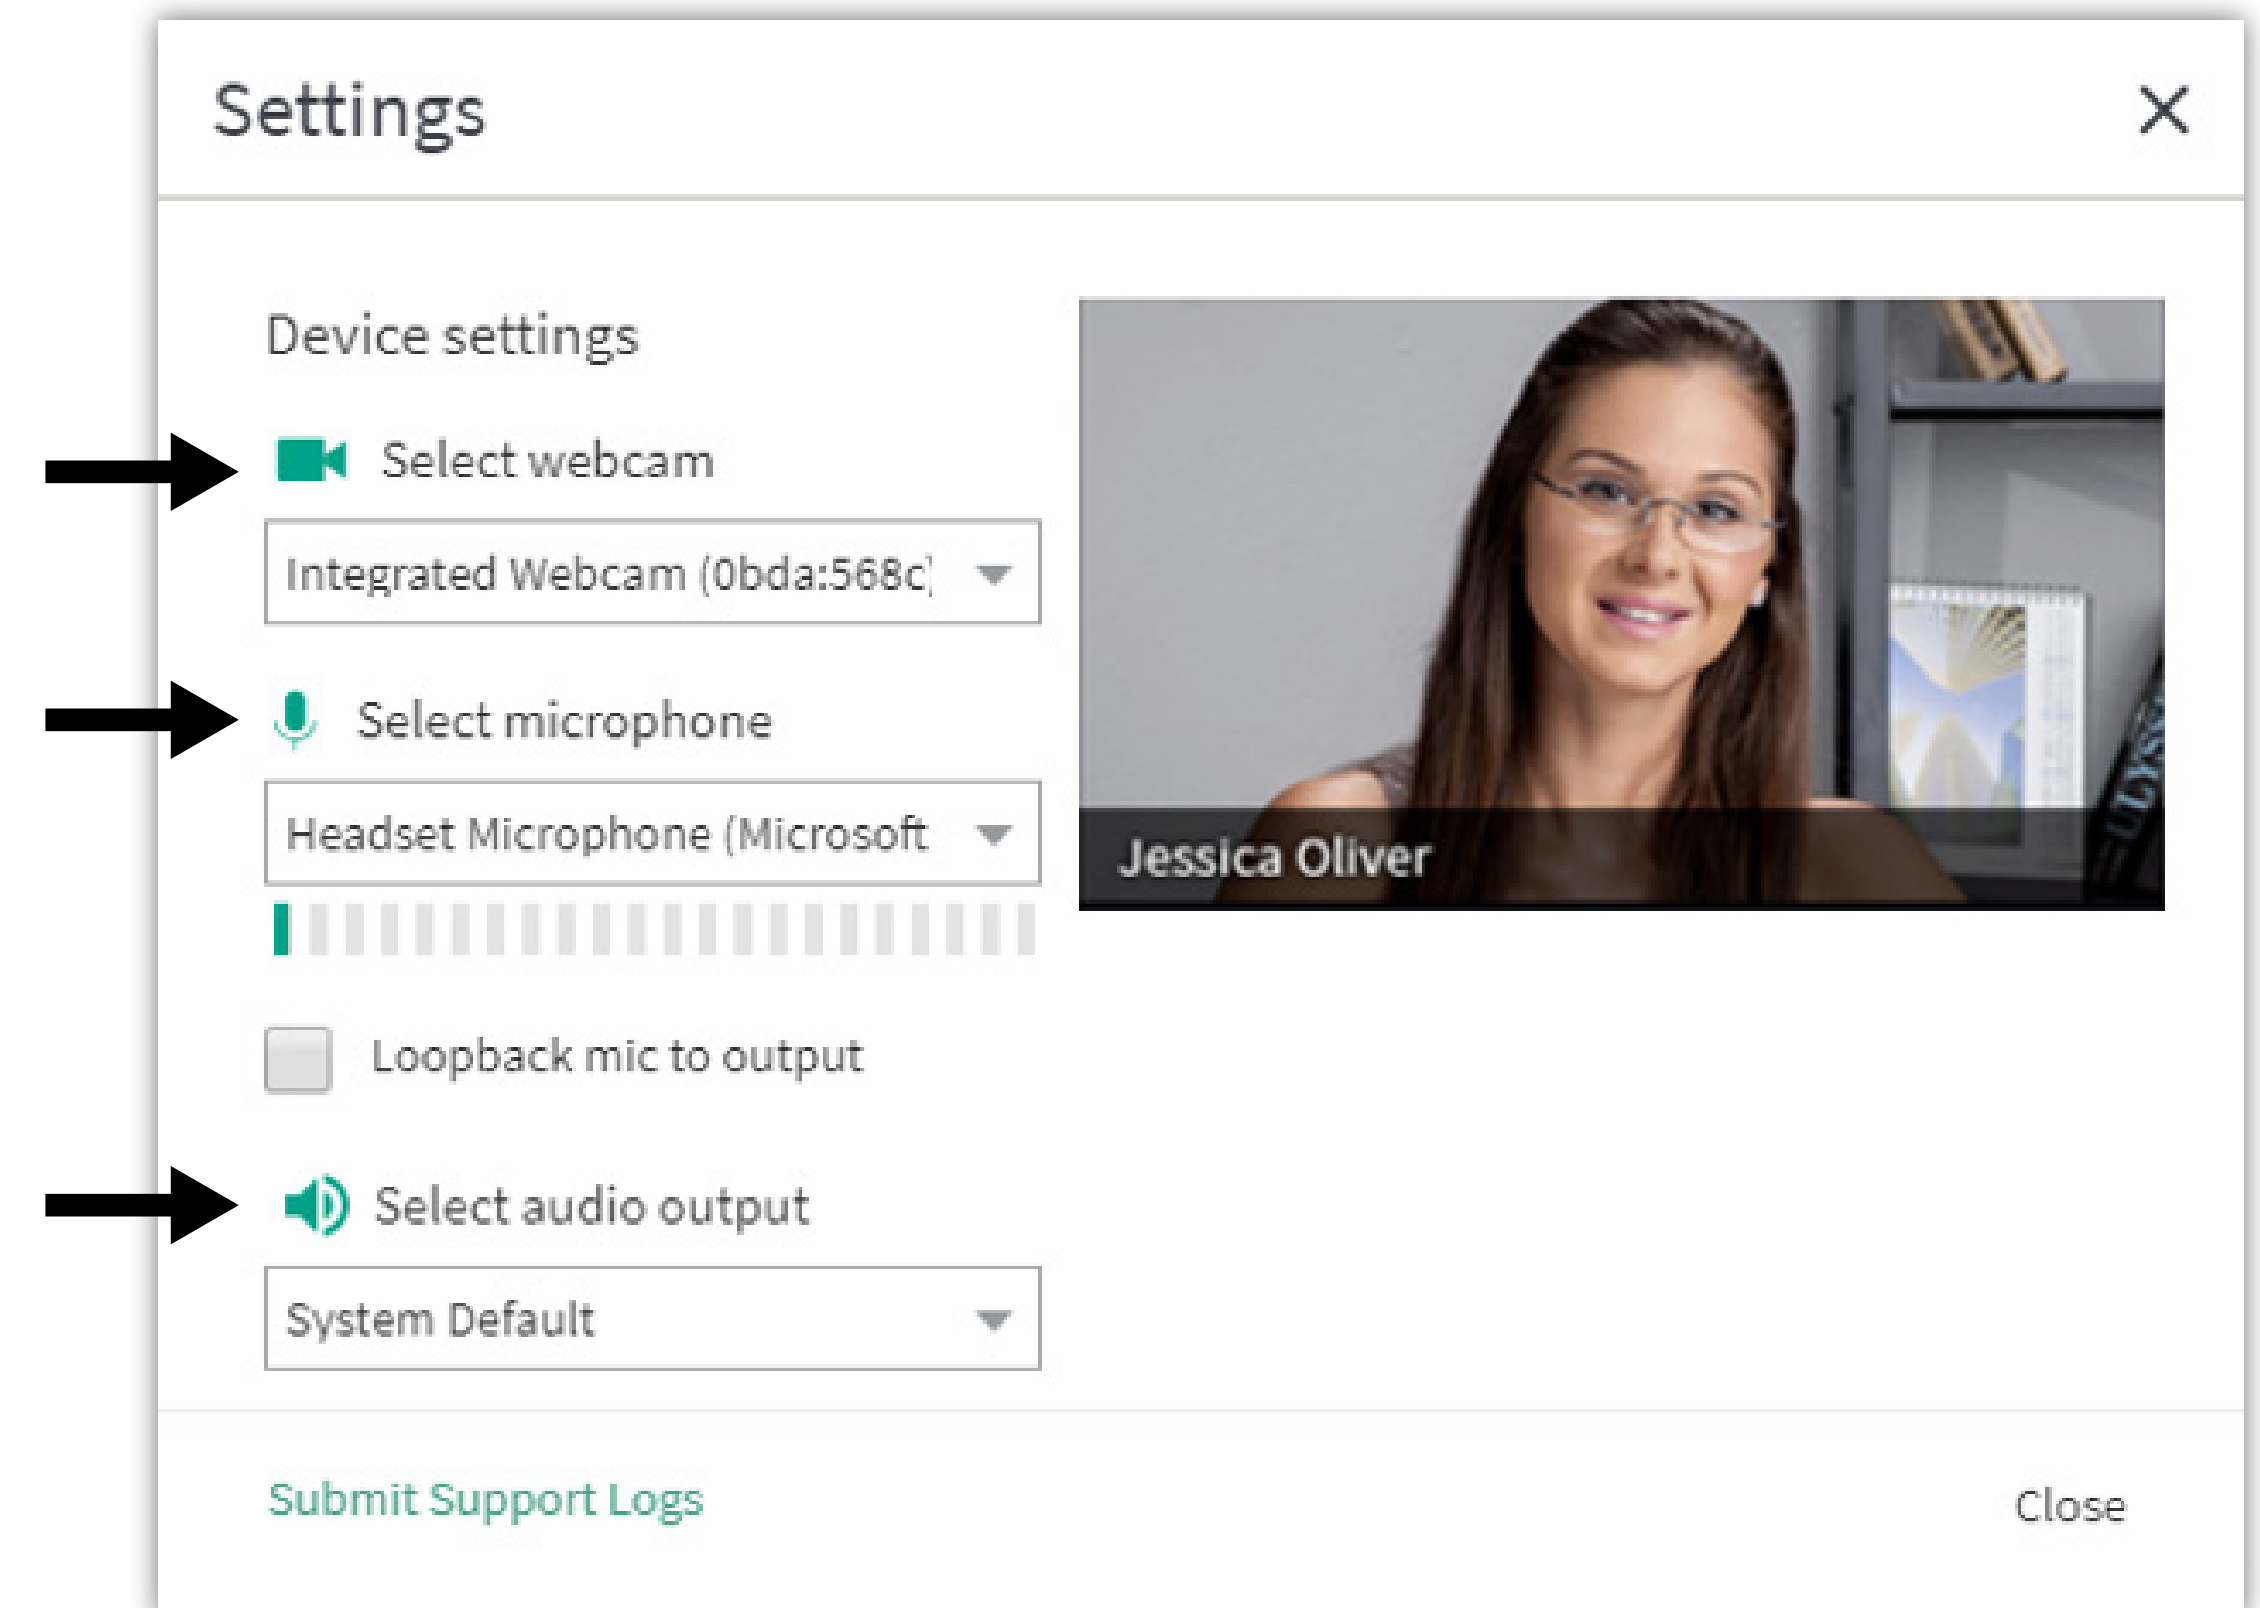 Settings
Device settings
Select webcam
Integrated Webcam (0bda:568c)
Select microphone
Headset Microphone (Microsoft
Loopback mic to output
Select audio output
System Default
Jessica Oliver
ULYSS
Submit Support Logs
Close